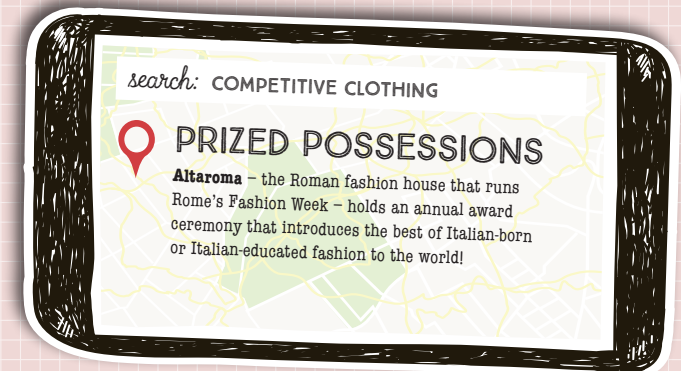 search: COMPETITIVE CLOTHING
PRIZED POSSESSIONS
Altaroma – the Roman fashion house that runs
Rome's Fashion Week – holds an annual award
ceremony that introduces the best of Italian-born
or Italian-educated fashion to the world!